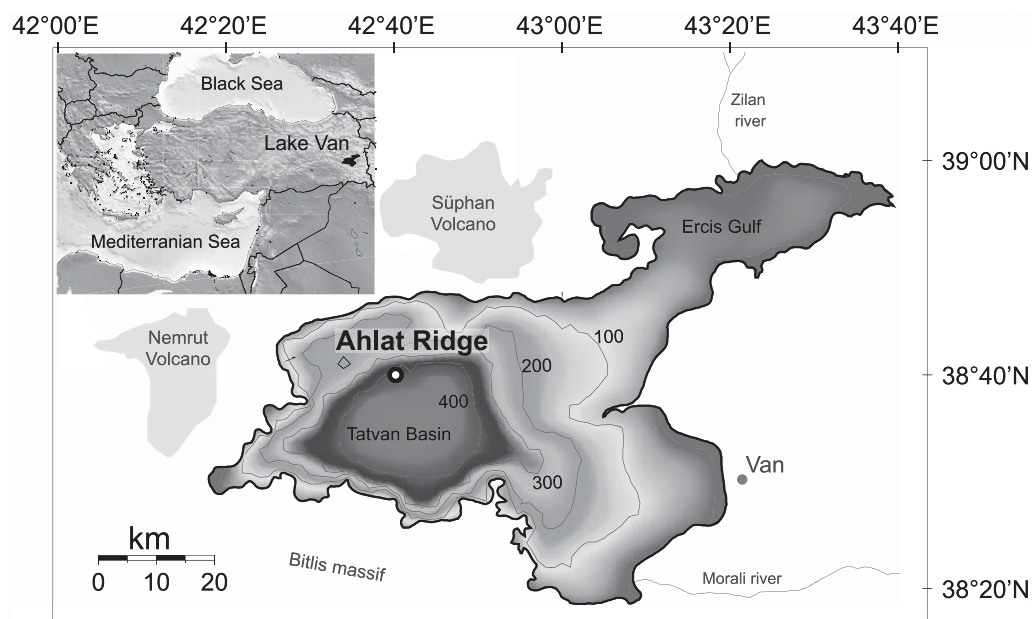 42°00'E 42°20'E 42°40'E 43°00'E 43°20'E 43°40'E
Black Sea
Lake Van
Mediterranean Sea
Zilan
river
39°00'N
Süphan
Volcano
Ercis Gulf
Nemrut
Volcano
Ahlat Ridge
100
200
38°40'N
400
Tatvan Basin
Van
300
km
0 10 20
Bitlis massif
Morali river
38°20'N